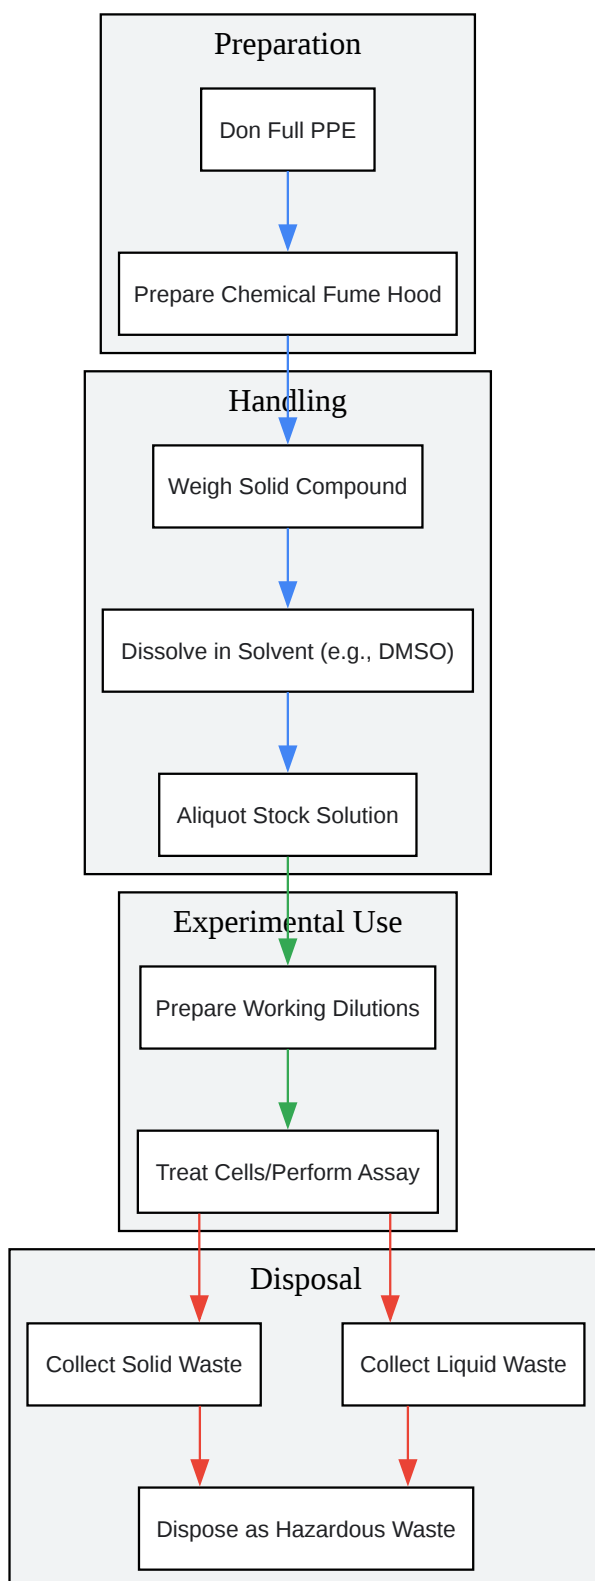 Preparation
Don Full PPE
Prepare Chemical Fume Hood
Handling
Weigh Solid Compound
Dissolve in Solvent (e.g., DMSO)
Aliquot Stock Solution
Experimental Use
Prepare Working Dilutions
Treat Cells/Perform Assay
Disposal
Collect Solid Waste
Collect Liquid Waste
Dispose as Hazardous Waste